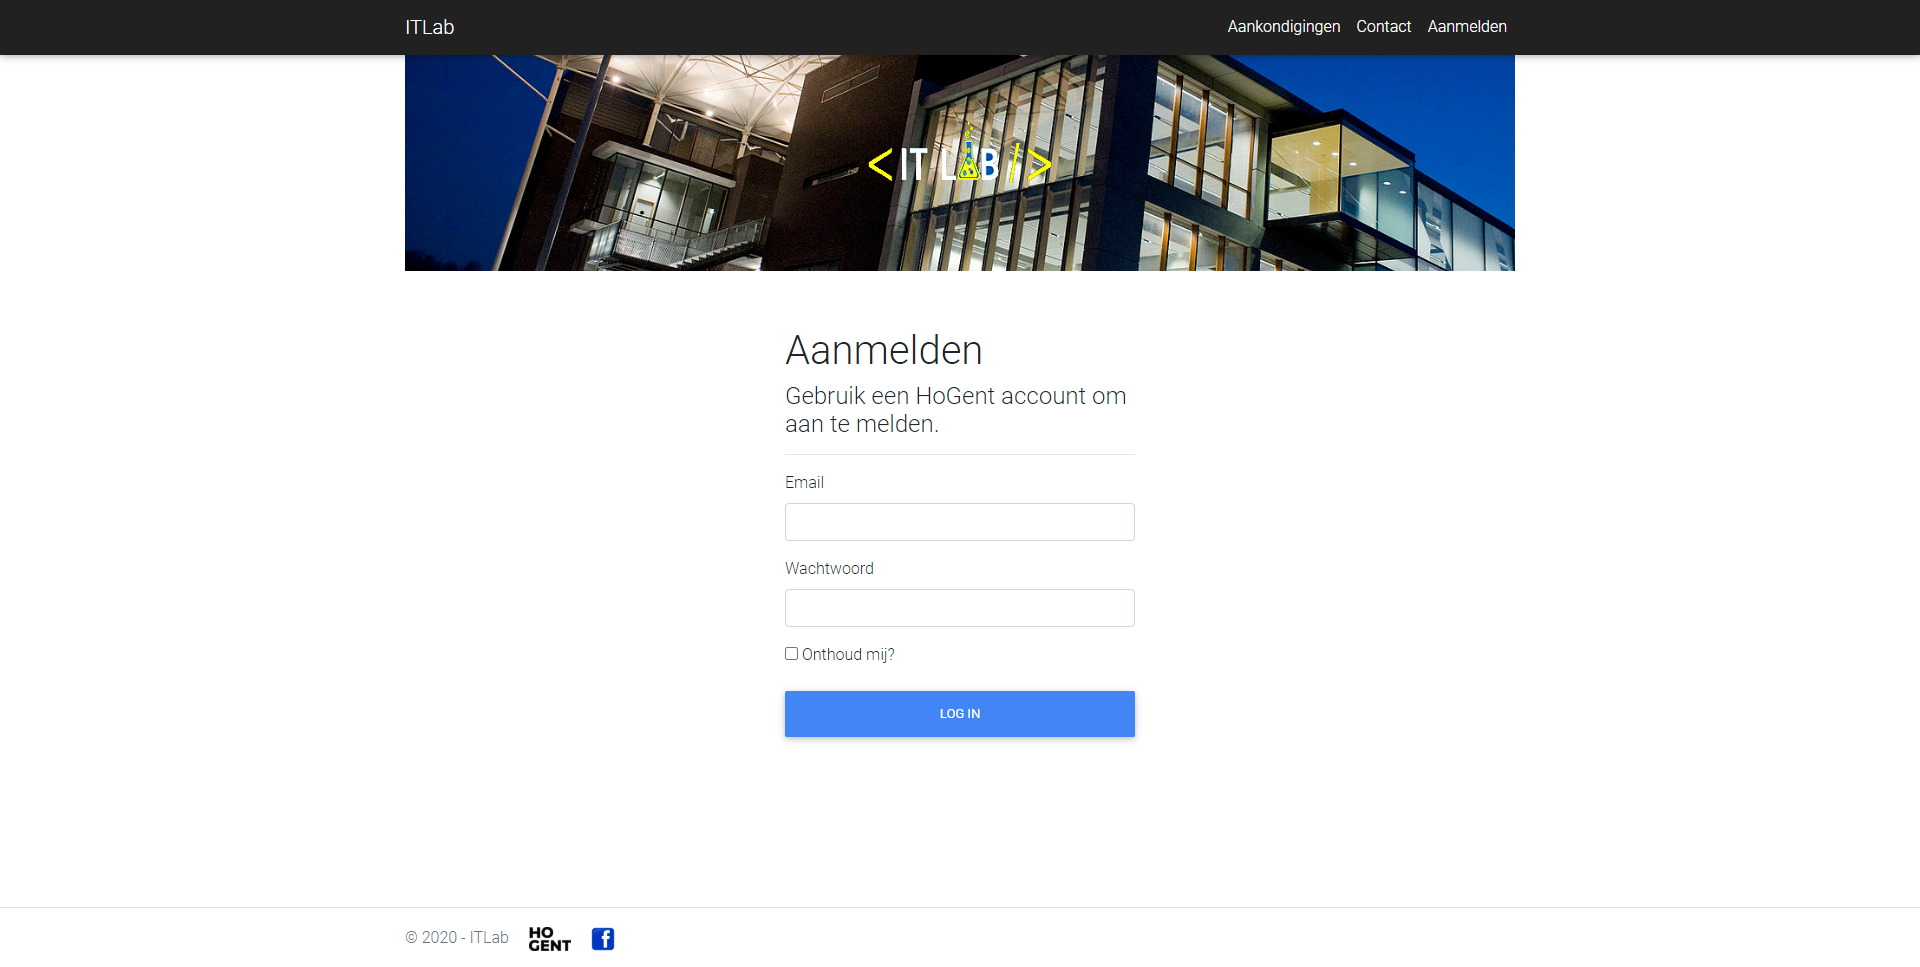 ITLab
Aankondigingen Contact Aanmelden
<IT LAB/>
Aanmelden
Gebruik een HoGent account om
aan te melden.
Email
Wachtwoord
Onthoud mij?
LOG IN
© 2020 - ITLab
HO
GENT
f